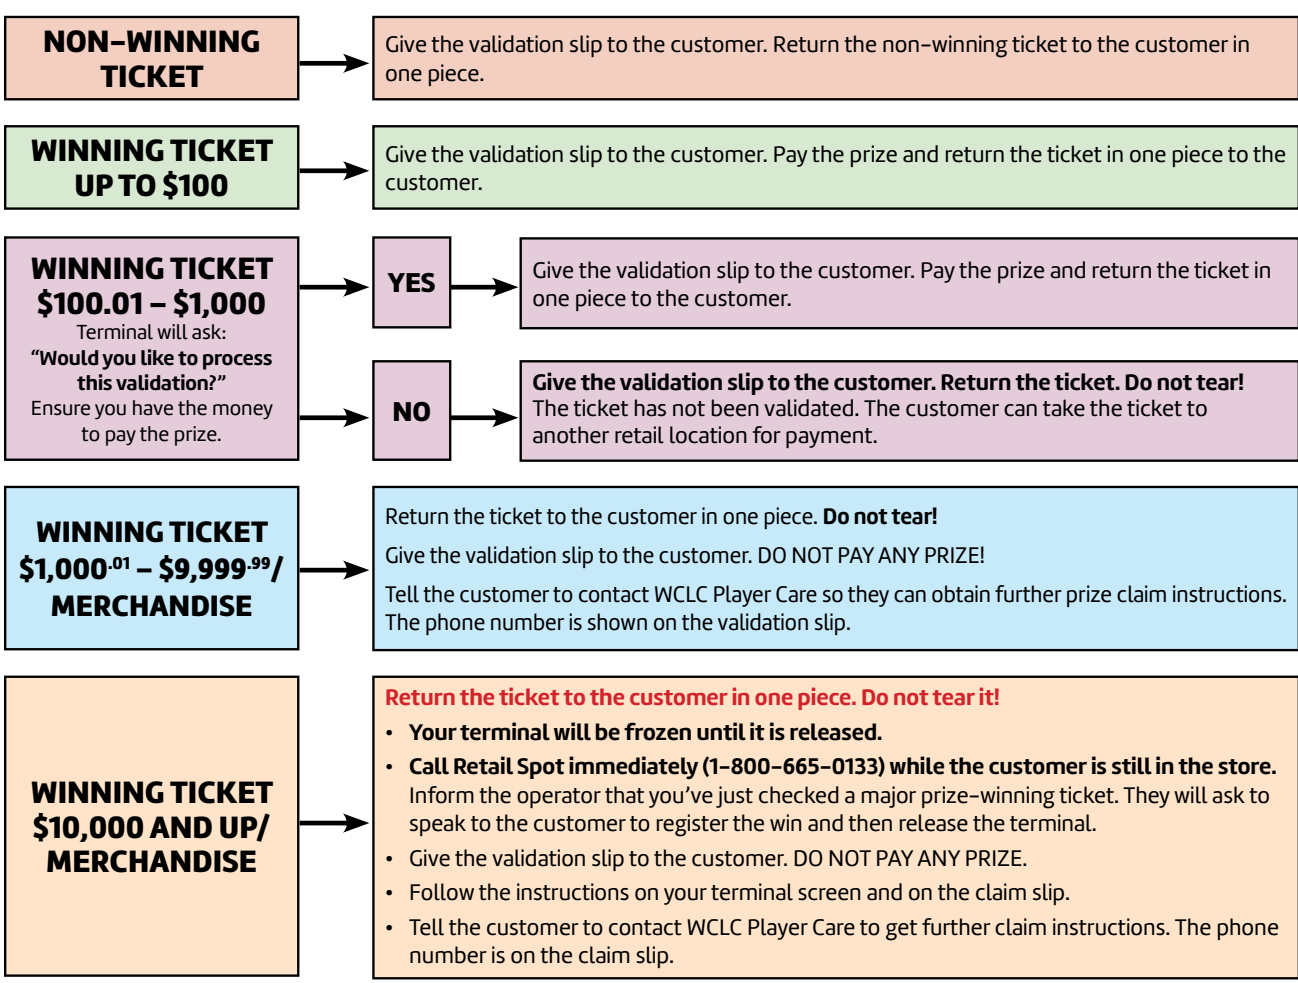 NON–WINNING
TICKET
Give the validation slip to the customer. Return the non–winning ticket to the customer in
one piece.
WINNING TICKET
UP TO $100
Give the validation slip to the customer. Pay the prize and return the ticket in one piece to the
customer.
WINNING TICKET
$100.01 – $1,000
Terminal will ask:
“Would you like to process
this validation?”
Ensure you have the money
to pay the prize.
YES
Give the validation slip to the customer. Pay the prize and return the ticket in
one piece to the customer.
NO
Give the validation slip to the customer. Return the ticket. Do not tear!
The ticket has not been validated. The customer can take the ticket to
another retail location for payment.
WINNING TICKET
$1,000.01 – $9,999.99/
MERCHANDISE
Return the ticket to the customer in one piece. Do not tear!
Give the validation slip to the customer. DO NOT PAY ANY PRIZE!
Tell the customer to contact WCLC Player Care so they can obtain further prize claim instructions.
The phone number is shown on the validation slip.
WINNING TICKET
$10,000 AND UP/
MERCHANDISE
Return the ticket to the customer in one piece. Do not tear it!
• Your terminal will be frozen until it is released.
• Call Retail Spot immediately (1–800–665–0133) while the customer is still in the store.
Inform the operator that you’ve just checked a major prize–winning ticket. They will ask to
speak to the customer to register the win and then release the terminal.
• Give the validation slip to the customer. DO NOT PAY ANY PRIZE.
• Follow the instructions on your terminal screen and on the claim slip.
• Tell the customer to contact WCLC Player Care to get further claim instructions. The phone
number is on the claim slip.